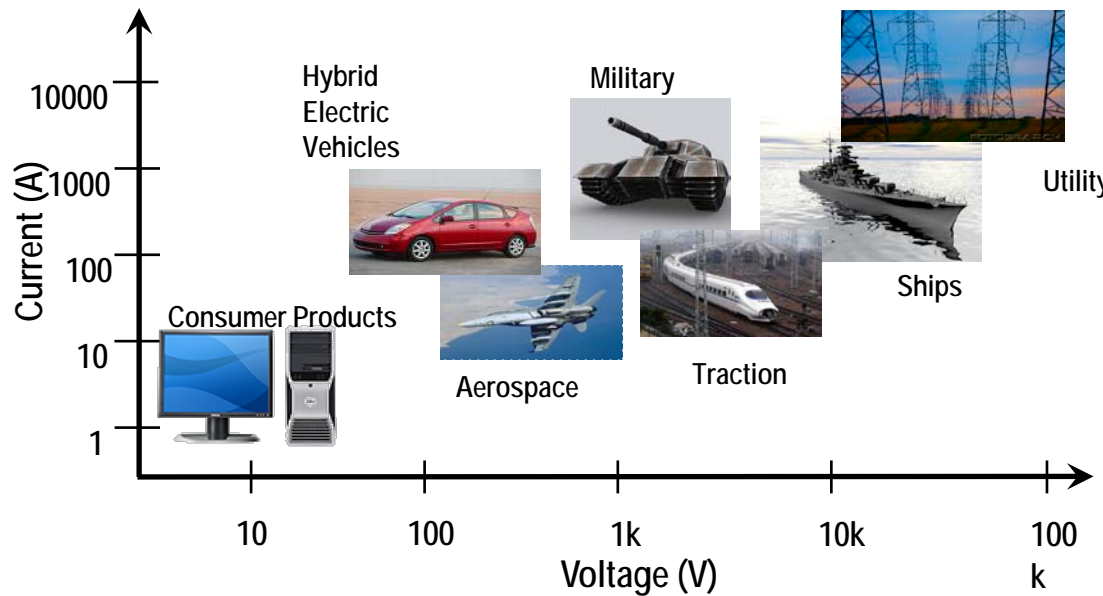 10000
1000
100
10
1
Current (A)
Hybrid
Electric
Vehicles
Military
Utility
Ships
Consumer Products
Aerospace
Traction
10
100
1k
10k
100
k
Voltage (V)